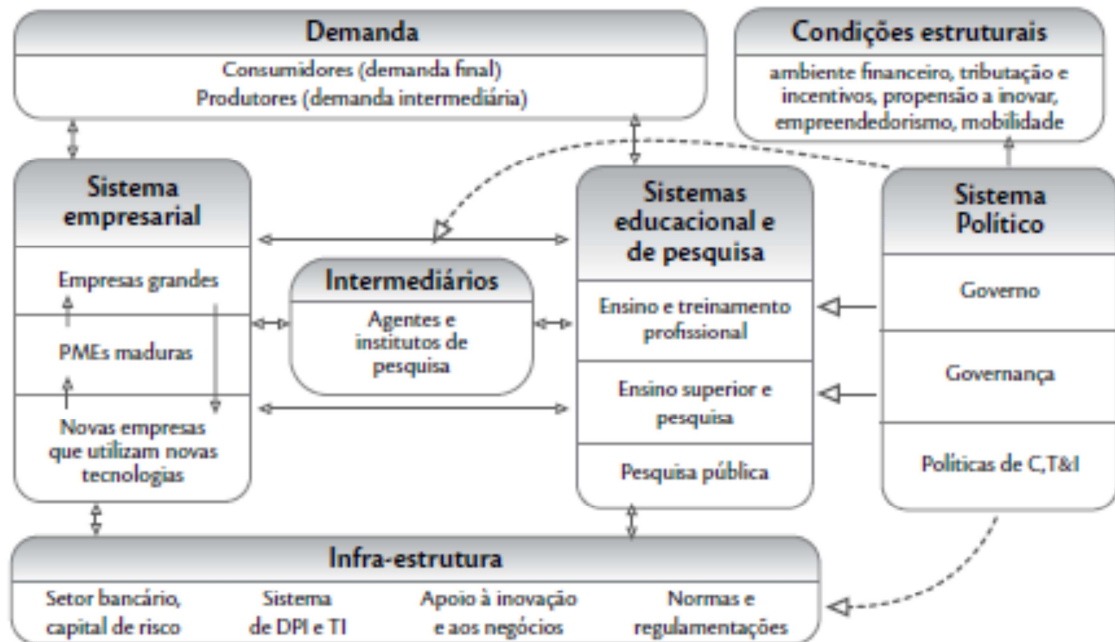 Demanda
Consumidores (demanda final)
Produtores (demanda intermediária)
Condições estruturais
ambiente financeiro, tributação e
incentivos, propensão a inovar,
empreendedorismo, mobilidade
Sistema
empresarial
Empresas grandes
PMEs maduras
Novas empresas
que utilizam novas
tecnologias
Intermediários
Agentes e
institutos de
pesquisa
Sistemas
educacional e
de pesquisa
Ensino e treinamento
profissional
Ensino superior e
pesquisa
Pesquisa pública
Sistema
Político
Governo
Governança
Políticas de C,T&I
Infra-estrutura
Setor bancário,
capital de risco
Sistema
de DPI e TI
Apoio à inovação
e aos negócios
Normas e
regulamentações